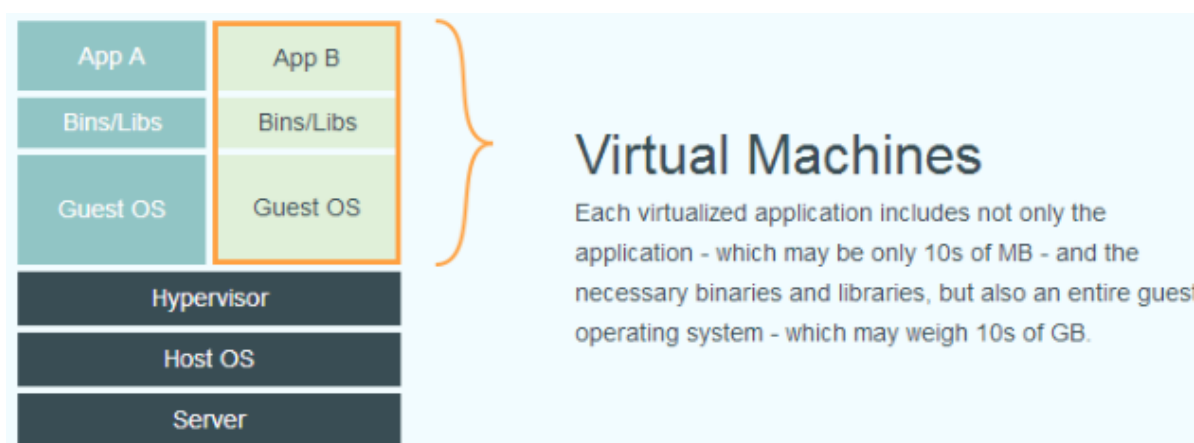 App A App B
Bins/Libs Bins/Libs
Guest OS Guest OS
Hypervisor
Host OS
Server
Virtual Machines
Each virtualized application includes not only the
application - which may be only 10s of MB - and the
necessary binaries and libraries, but also an entire guest
operating system - which may weigh 10s of GB.